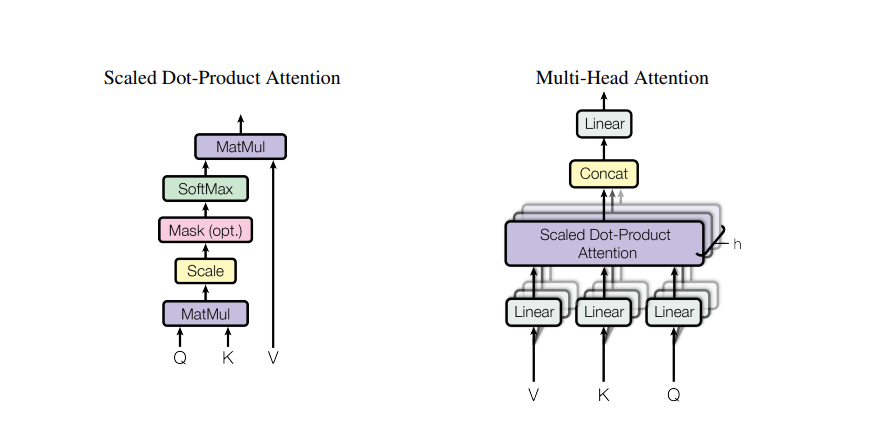 Scaled Dot-Product Attention
MatMul
SoftMax
Mask (opt.)
Scale
MatMul
Q K V
Multi-Head Attention
Linear
Concat
Scaled Dot-Product
Attention
h
Linear Linear Linear
V K Q